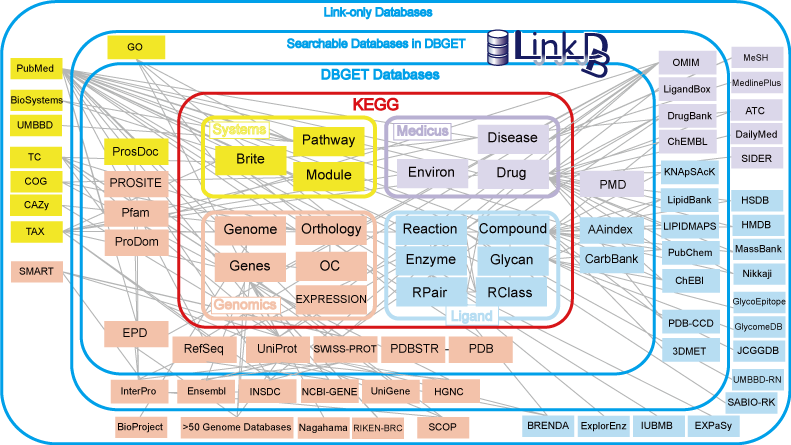 Link-only Databases
Searchable Databases in DBGET
LinkDB
DBGET Databases
KEGG
GO
PubMed
BioSystems
UMBBD
TC
COG
CAZy
TAX
SMART
ProsDoc
PROSITE
Pfam
ProDom
EPD
Systems
Pathway
Brite
Module
Medicus
Disease
Environ
Drug
Genome
Orthology
Genes
OC
EXPRESSION
Genomics
Reaction
Compound
Enzyme
Glycan
RPair
RClass
Ligand
PMD
AAindex
CarbBank
RefSeq
UniProt
SWISS-PROT
PDBSTR
PDB
OMIM
LigandBox
DrugBank
ChEMBL
KNApSAcK
LipidBank
LIPIDMAPS
PubChem
ChEBI
PDB-CCD
3DMET
MeSH
MedlinePlus
ATC
DailyMed
SIDER
HSDB
HMDB
MassBank
Nikkaji
GlycoEpitope
GlycomeDB
JCGGDB
UMBBD-RN
SABIO-RK
InterPro
Ensembl
INSDC
NCBI-GENE
UniGene
HGNC
BioProject
>50 Genome Databases
Nagahama
RIKEN-BRC
SCOP
BRENDA
ExplorEnz
IUBMB
EXPaSy